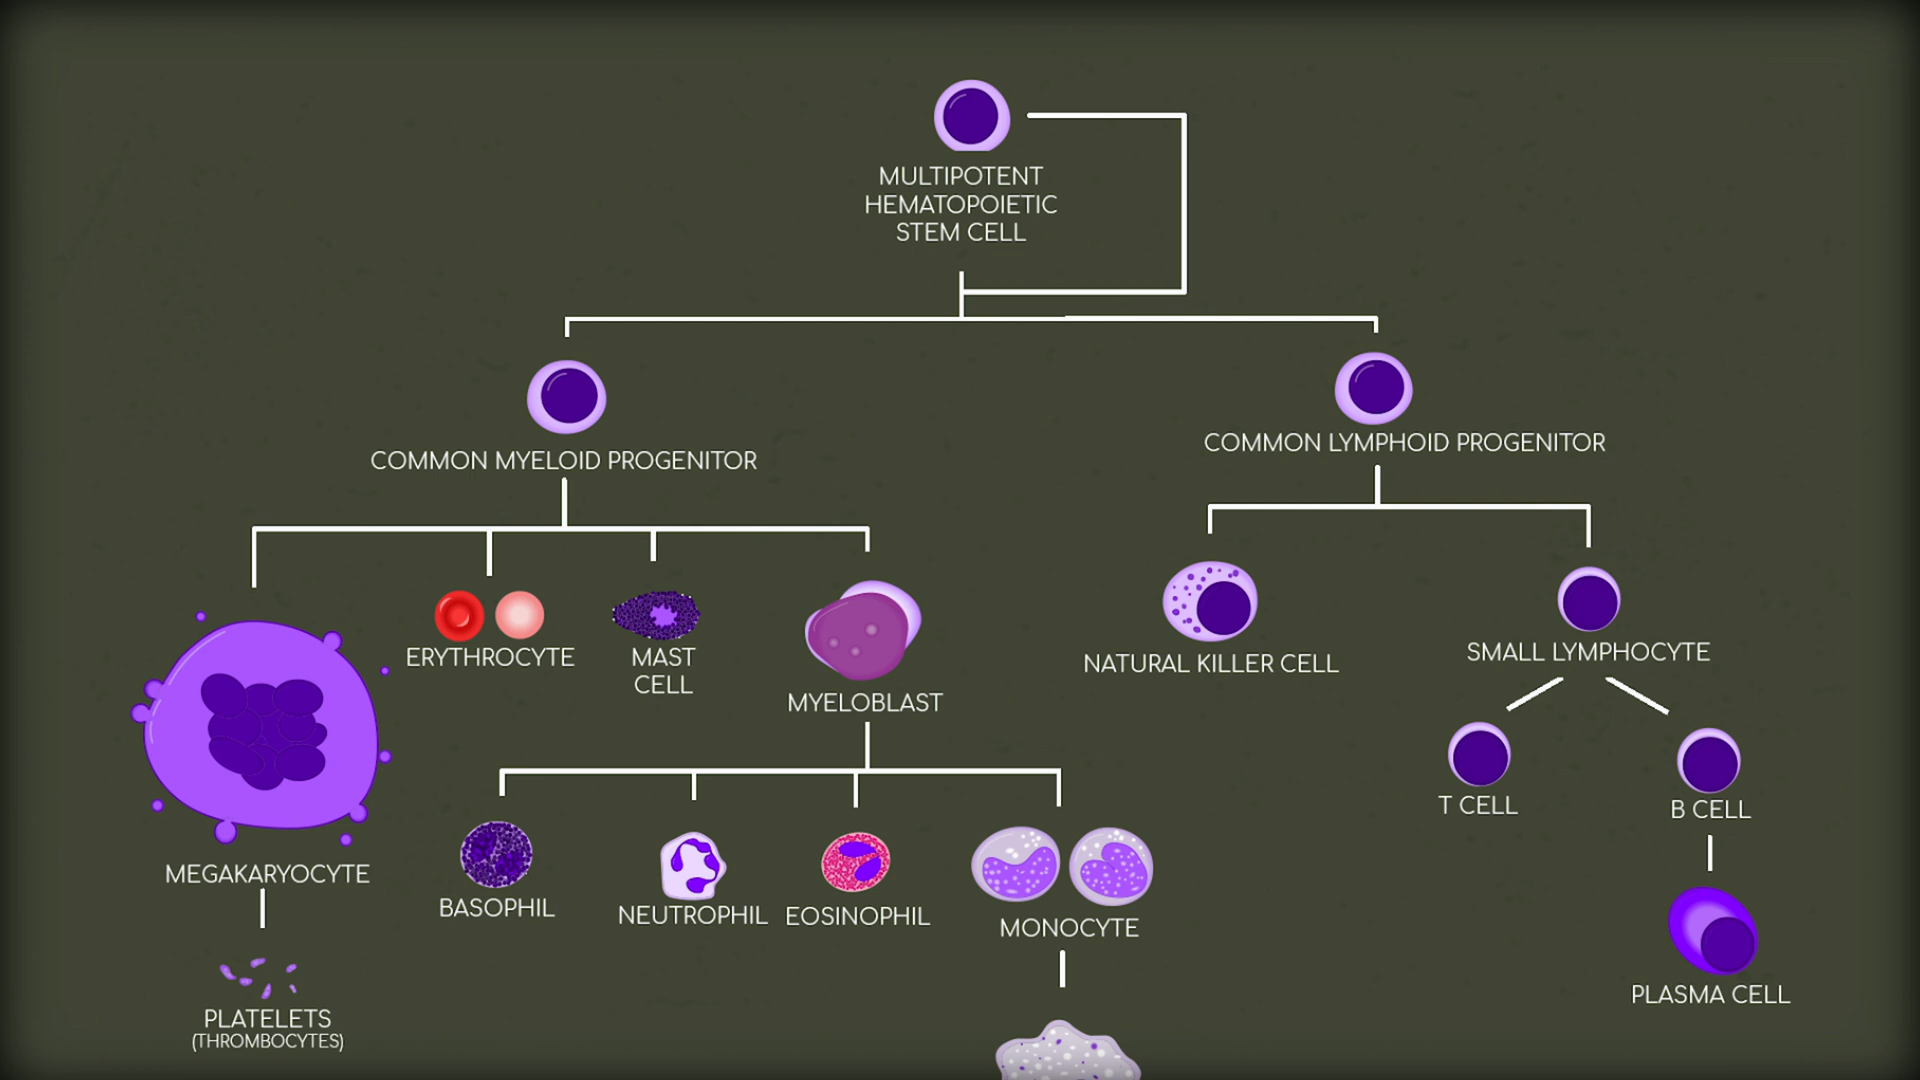 MULTIPOTENT
HEMATOPOIETIC
STEM CELL
COMMON MYELOID PROGENITOR
COMMON LYMPHOID PROGENITOR
ERYTHROCYTE
MAST
CELL
MYELOBLAST
NATURAL KILLER CELL
SMALL LYMPHOCYTE
T CELL
B CELL
MEGAKARYOCYTE
BASOPHIL
NEUTROPHIL
EOSINOPHIL
MONOCYTE
PLASMA CELL
PLATELETS
(THROMBOCYTES)